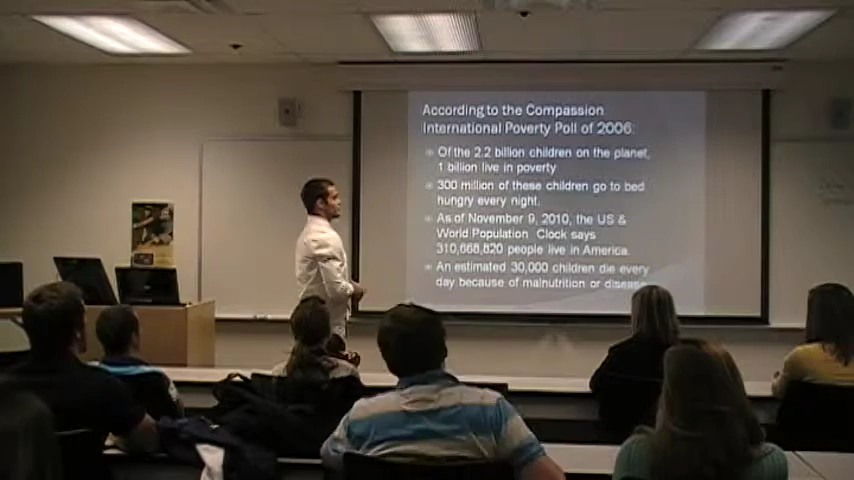 According to the Compassion
International Poverty Poll of 2006:
Of the 2.2 billion children on the planet,
1 billion live in poverty
300 million of these children go to bed
hungry every night.
As of November 9, 2010, the US &
World Population Clock says
310,668,820 people live in America.
An estimated 30,000 children die every
day because of malnutrition or disease